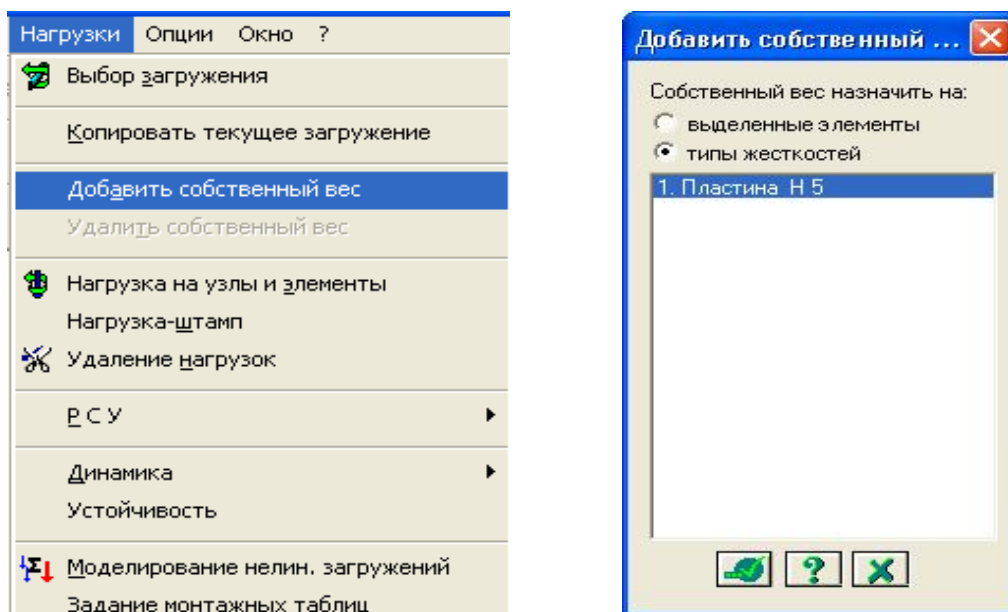 Нагрузки Опции Окно ?
Выбор загружения
Копировать текущее загружение
Добавить собственный вес
Удалить собственный вес
Нагрузка на узлы и элементы
Нагрузка-штамп
Удаление нагрузок
Р С У
Динамика
Устойчивость
Моделирование нелин. загружений
Задание монтажных таблиц
Добавить собственный ...
Собственный вес назначить на:
выделенные элементы
типы жесткостей
1. Пластина Н 5